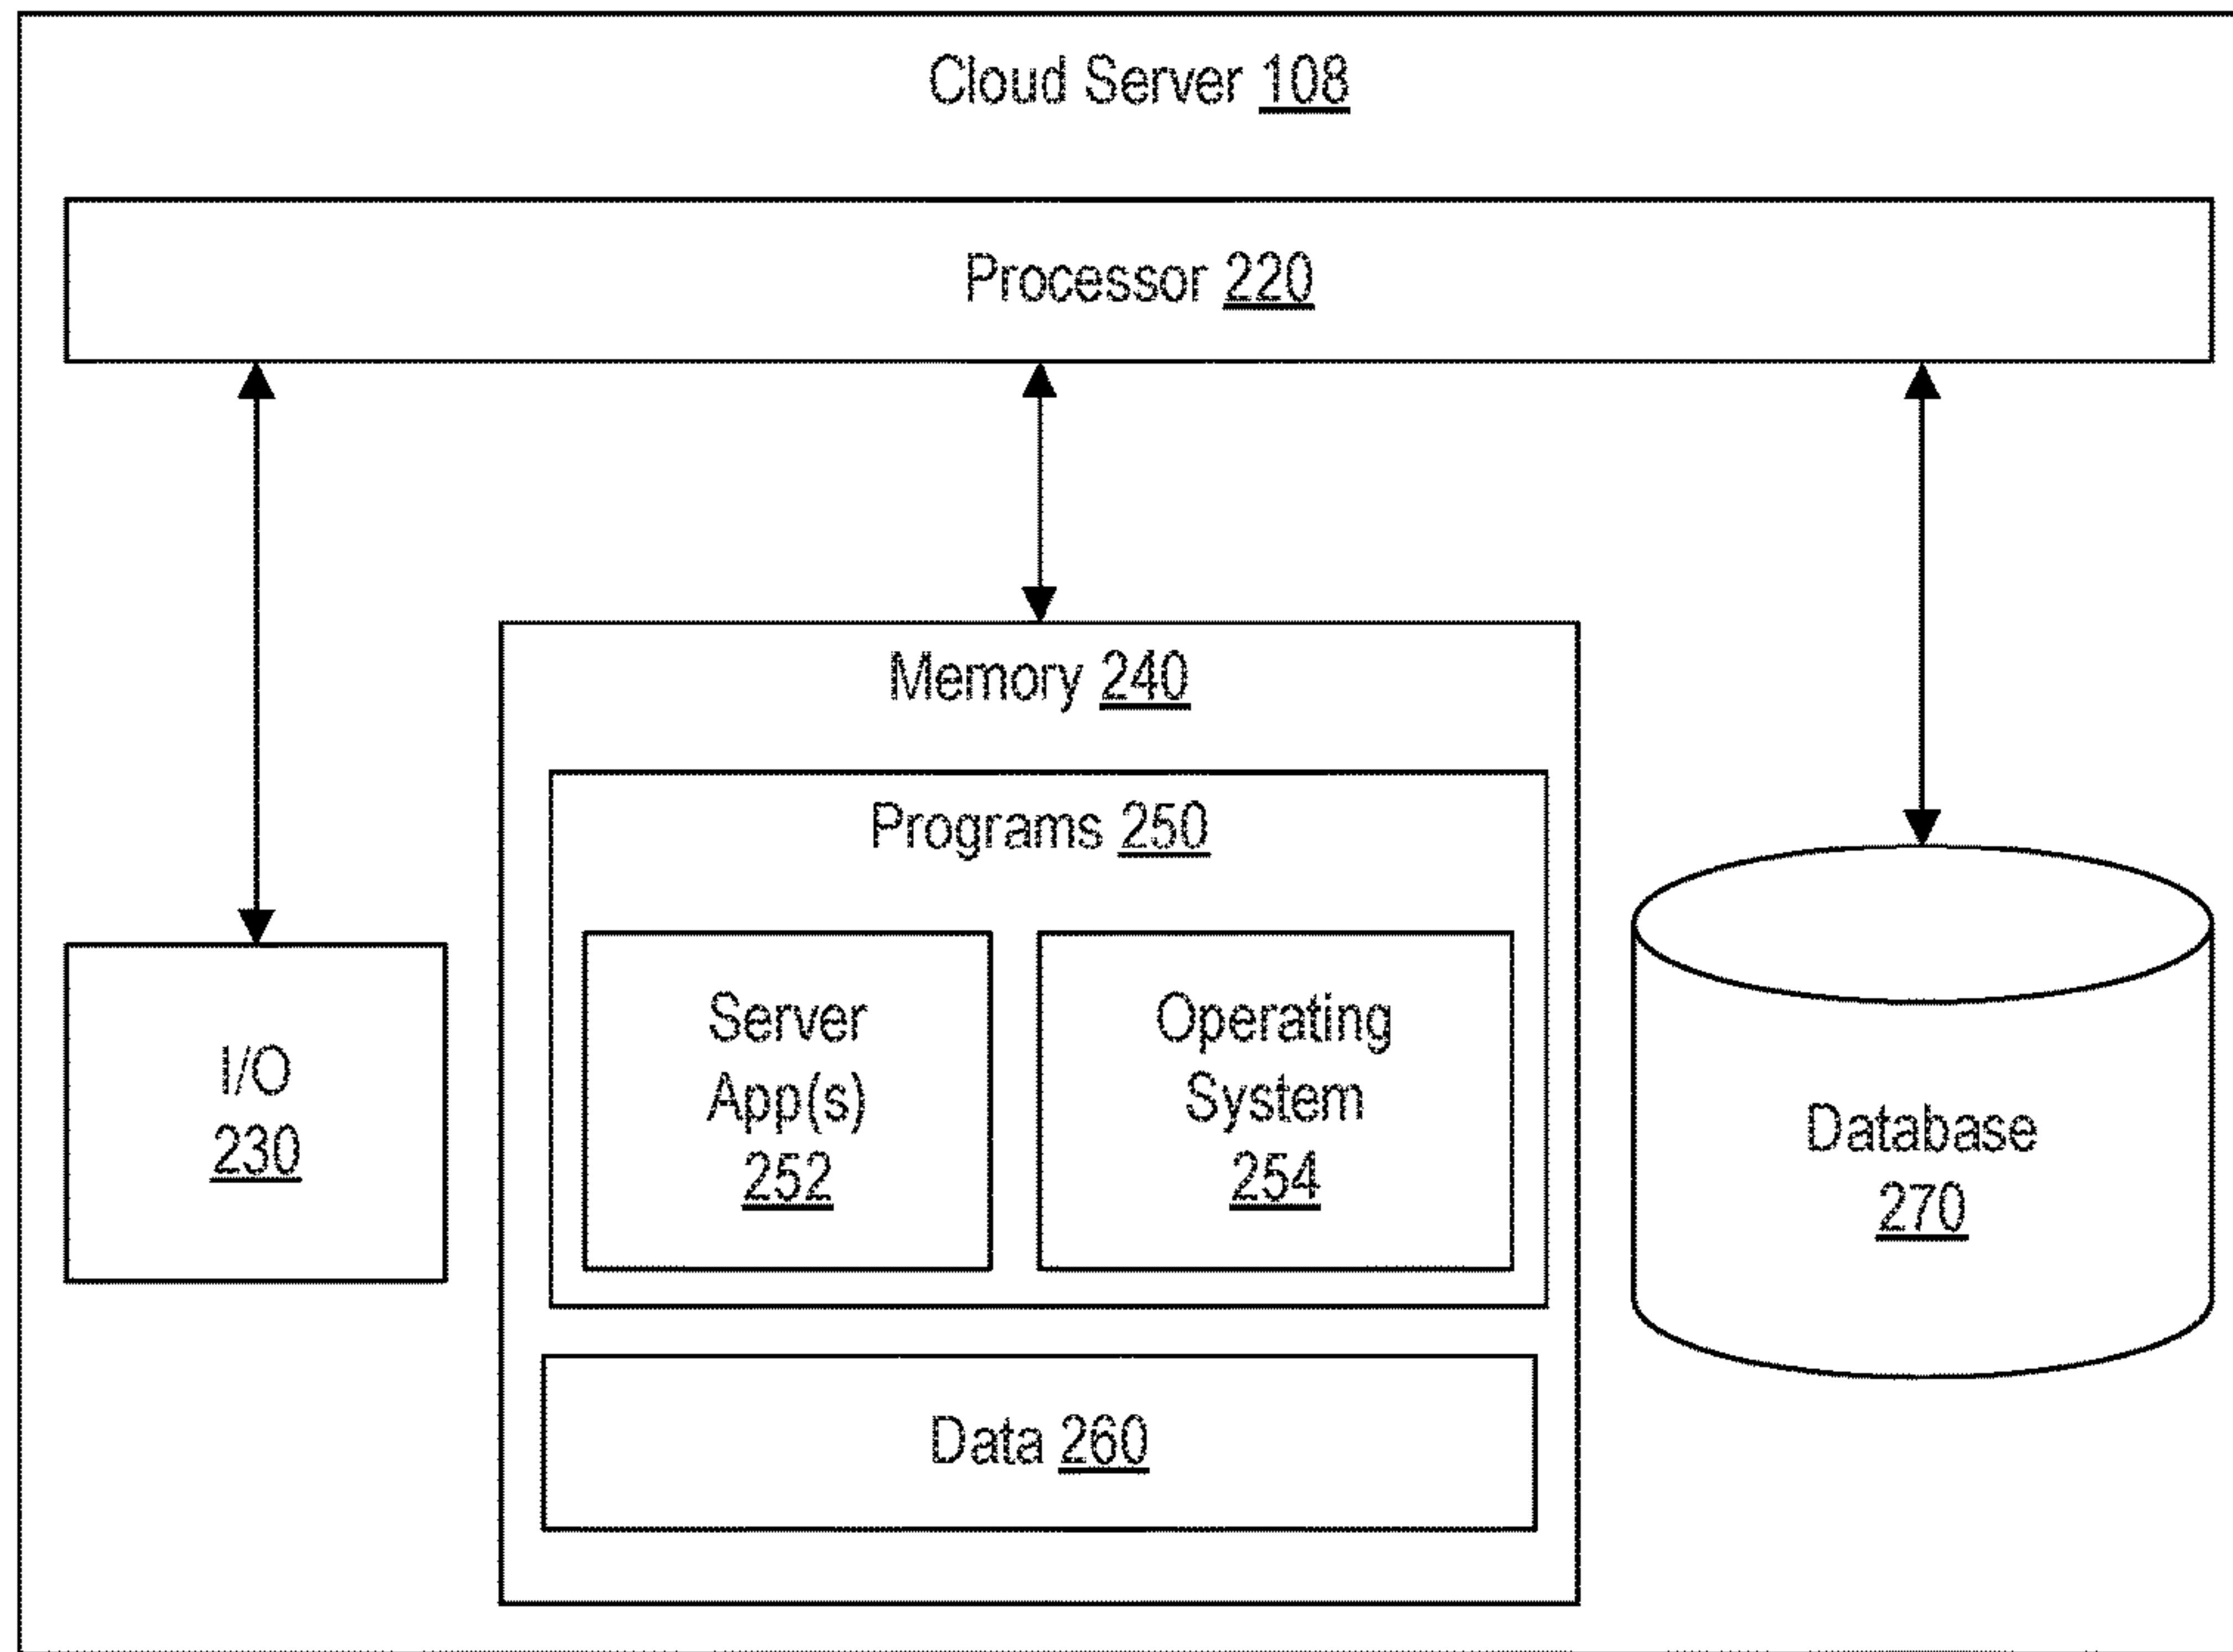 Cloud Server 108
Processor 220
Memory 240
Programs 250
Server
App(s)
252
Operating
System
254
I/O
230
Database
270
Data 260